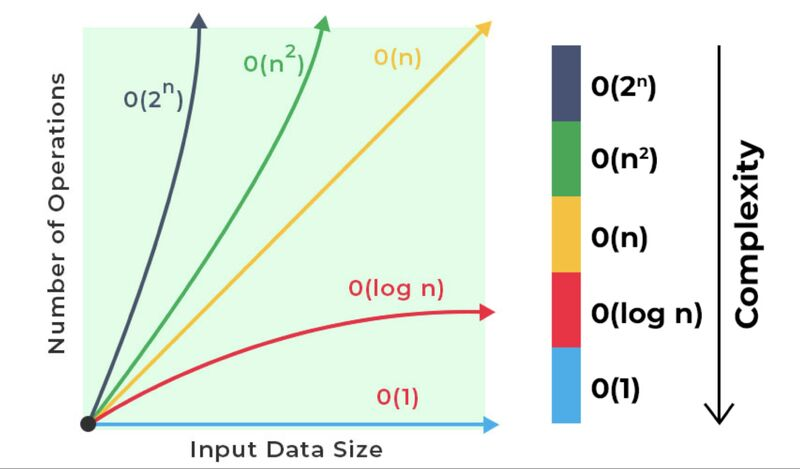 0(2ⁿ)
0(n²)
0(n)
0(log n)
0(1)
Number of Operations
Input Data Size
0(2ⁿ)
0(n²)
0(n)
0(log n)
0(1)
Complexity